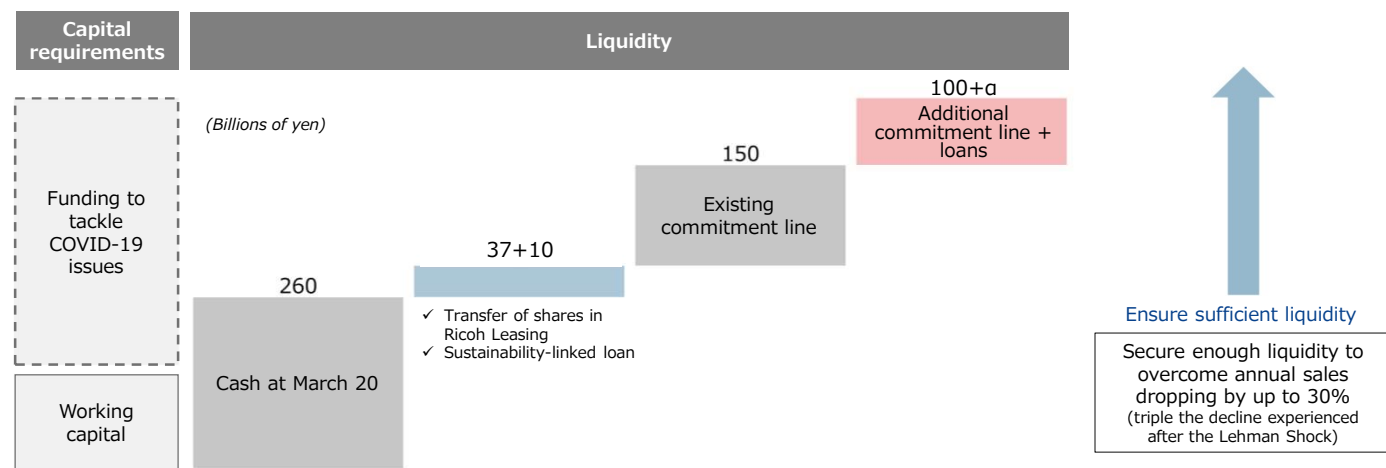 Capital
requirements
Liquidity
Funding to
tackle
COVID-19
issues
Working
capital
(Billions of yen)
260
Cash at March 20
37+10
✓ Transfer of shares in
Ricoh Leasing
✓ Sustainability-linked loan
150
Existing
commitment line
100+α
Additional
commitment line +
loans
Ensure sufficient liquidity
Secure enough liquidity to
overcome annual sales
dropping by up to 30%
(triple the decline experienced
after the Lehman Shock)